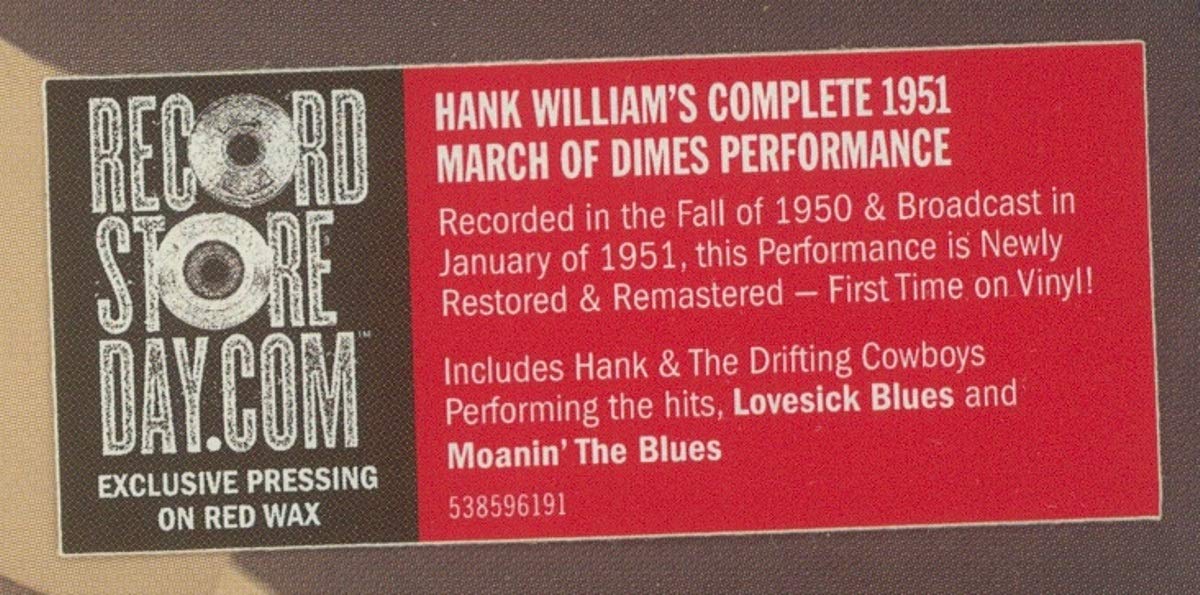 RECORD
STORE
DAY.COM™
EXCLUSIVE PRESSING
ON RED WAX
HANK WILLIAM'S COMPLETE 1951
MARCH OF DIMES PERFORMANCE
Recorded in the Fall of 1950 & Broadcast in
January of 1951, this Performance is Newly
Restored & Remastered – First Time on Vinyl!
Includes Hank & The Drifting Cowboys
Performing the hits, Lovesick Blues and
Moanin' The Blues
538596191